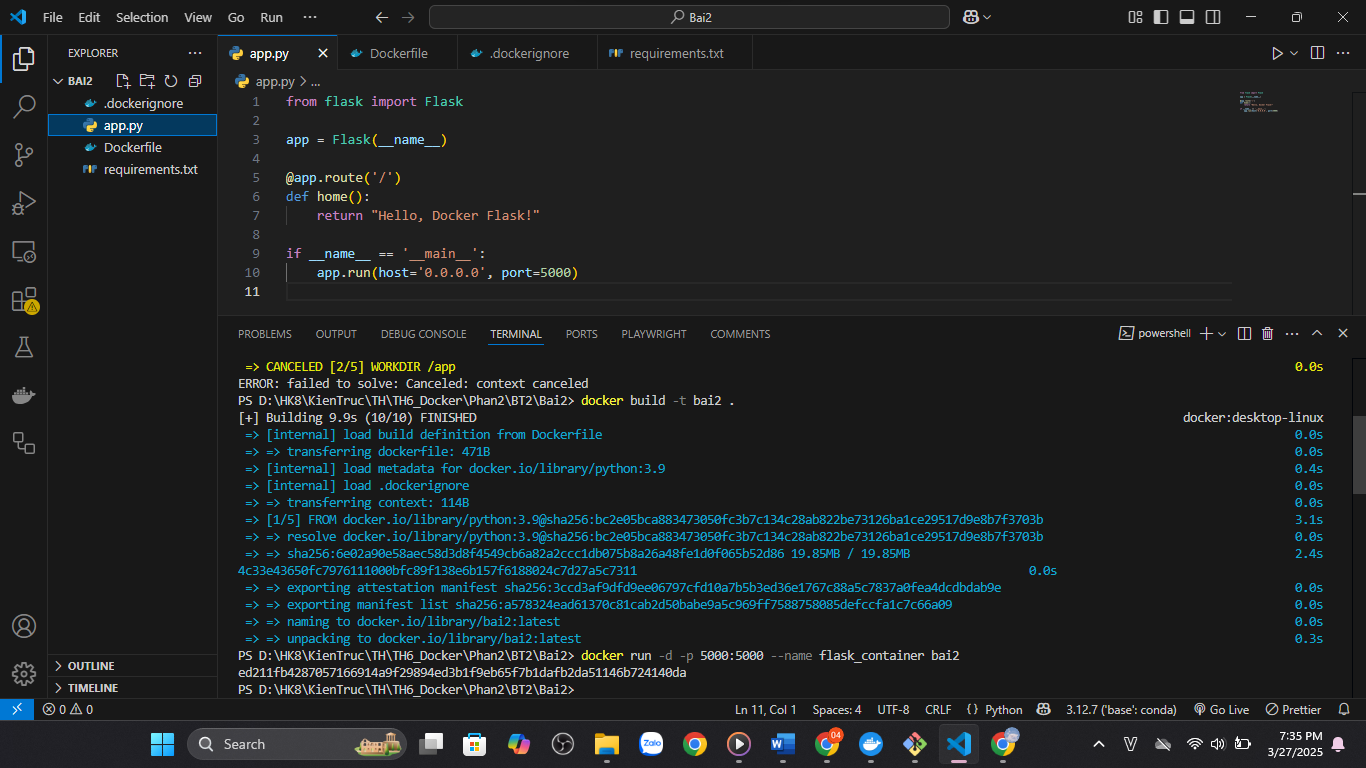 File Edit Selection View Go Run ··· Bai2
EXPLORER ···
BAI2
.dockerignore
app.py
Dockerfile
requirements.txt
OUTLINE
TIMELINE
app.py Dockerfile .dockerignore requirements.txt
app.py > ...
1 from flask import Flask
2
3 app = Flask(__name__)
4
5 @app.route('/')
6 def home():
7 return "Hello, Docker Flask!"
8
9 if __name__ == '__main__':
10 app.run(host='0.0.0.0', port=5000)
11
PROBLEMS OUTPUT DEBUG CONSOLE TERMINAL PORTS PLAYWRIGHT COMMENTS powershell
=> CANCELED [2/5] WORKDIR /app 0.0s
ERROR: failed to solve: Canceled: context canceled
PS D:\HK8\KienTruc\TH\TH6_Docker\Phan2\BT2\Bai2> docker build -t bai2 .
[+] Building 9.9s (10/10) FINISHED docker:desktop-linux
=> [internal] load build definition from Dockerfile 0.0s
=> => transferring dockerfile: 471B 0.0s
=> [internal] load metadata for docker.io/library/python:3.9 0.4s
=> [internal] load .dockerignore 0.0s
=> => transferring context: 114B 0.0s
=> [1/5] FROM docker.io/library/python:3.9@sha256:bc2e05bca883473050fc3b7c134c28ab822be73126ba1ce29517d9e8b7f3703b 3.1s
=> => resolve docker.io/library/python:3.9@sha256:bc2e05bca883473050fc3b7c134c28ab822be73126ba1ce29517d9e8b7f3703b 0.0s
=> => sha256:6e02a90e58aec58d3d8f4549cb6a82a2ccc1db075b8a26a48fe1d0f065b52d86 19.85MB / 19.85MB 2.4s
4c33e43650fc7976111000bfc89f138e6b157f6188024c7d27a5c7311 0.0s
=> => exporting attestation manifest sha256:3ccd3af9dfd9ee06797cfd10a7b5b3ed36e1767c88a5c7837a0fea4dcdbdab9e 0.0s
=> => exporting manifest list sha256:a578324ead61370c81cab2d50babe9a5c969ff7588758085defccfa1c7c66a09 0.0s
=> => naming to docker.io/library/bai2:latest 0.0s
=> => unpacking to docker.io/library/bai2:latest 0.3s
PS D:\HK8\KienTruc\TH\TH6_Docker\Phan2\BT2\Bai2> docker run -d -p 5000:5000 --name flask_container bai2
ed211fb4287057166914a9f29894ed3b1f9eb65f7b1dafb2da51146b724140da
PS D:\HK8\KienTruc\TH\TH6_Docker\Phan2\BT2\Bai2>
0 0 Ln 11, Col 1 Spaces: 4 UTF-8 CRLF {} Python 3.12.7 ('base': conda) Go Live Prettier
Search Zalo 04 7:35 PM
3/27/2025